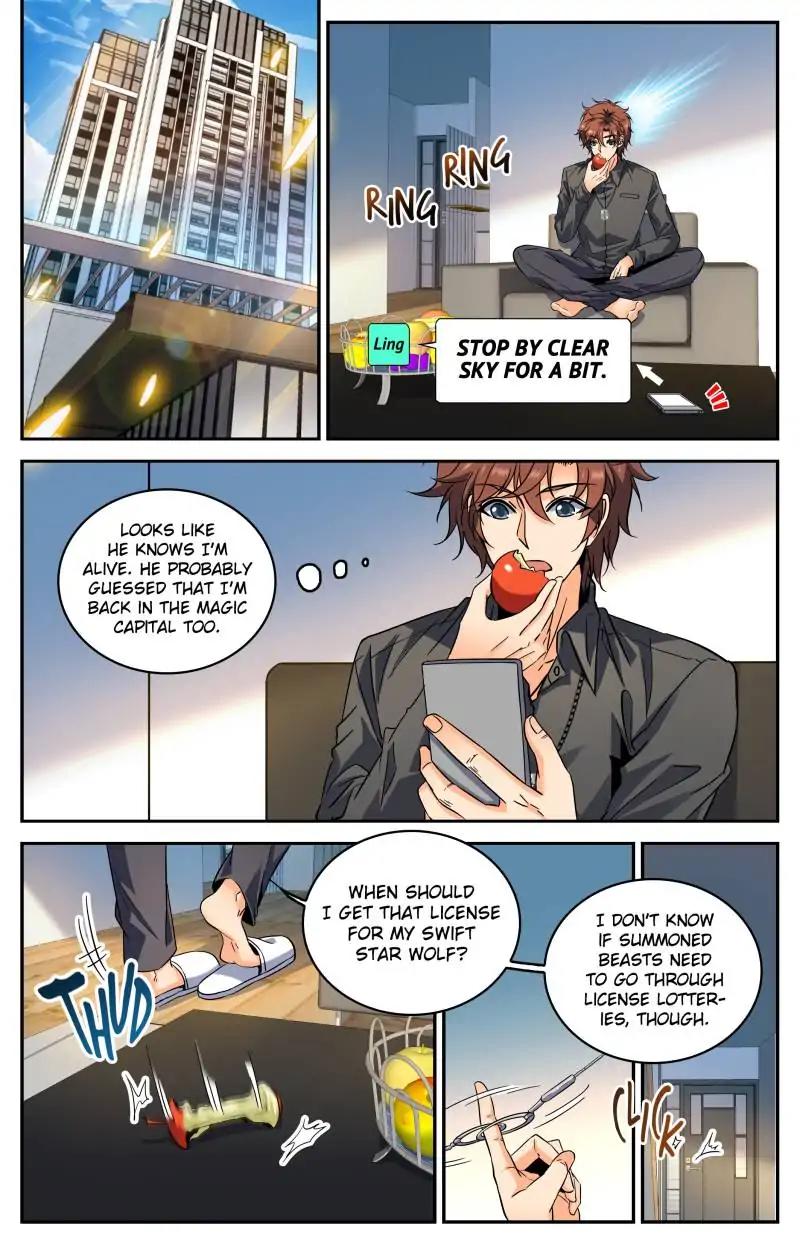 RING
RING
Ling
STOP BY CLEAR
SKY FOR A BIT.
LOOKS LIKE
HE KNOWS I'M
ALIVE. HE PROBABLY
GUESSED THAT I'M
BACK IN THE MAGIC
CAPITAL TOO.
THUD
WHEN SHOULD
I GET THAT LICENSE
FOR MY SWIFT
STAR WOLF?
I DON'T KNOW
IF SUMMONED
BEASTS NEED
TO GO THROUGH
LICENSE LOTTER-
IES, THOUGH.
CLICK